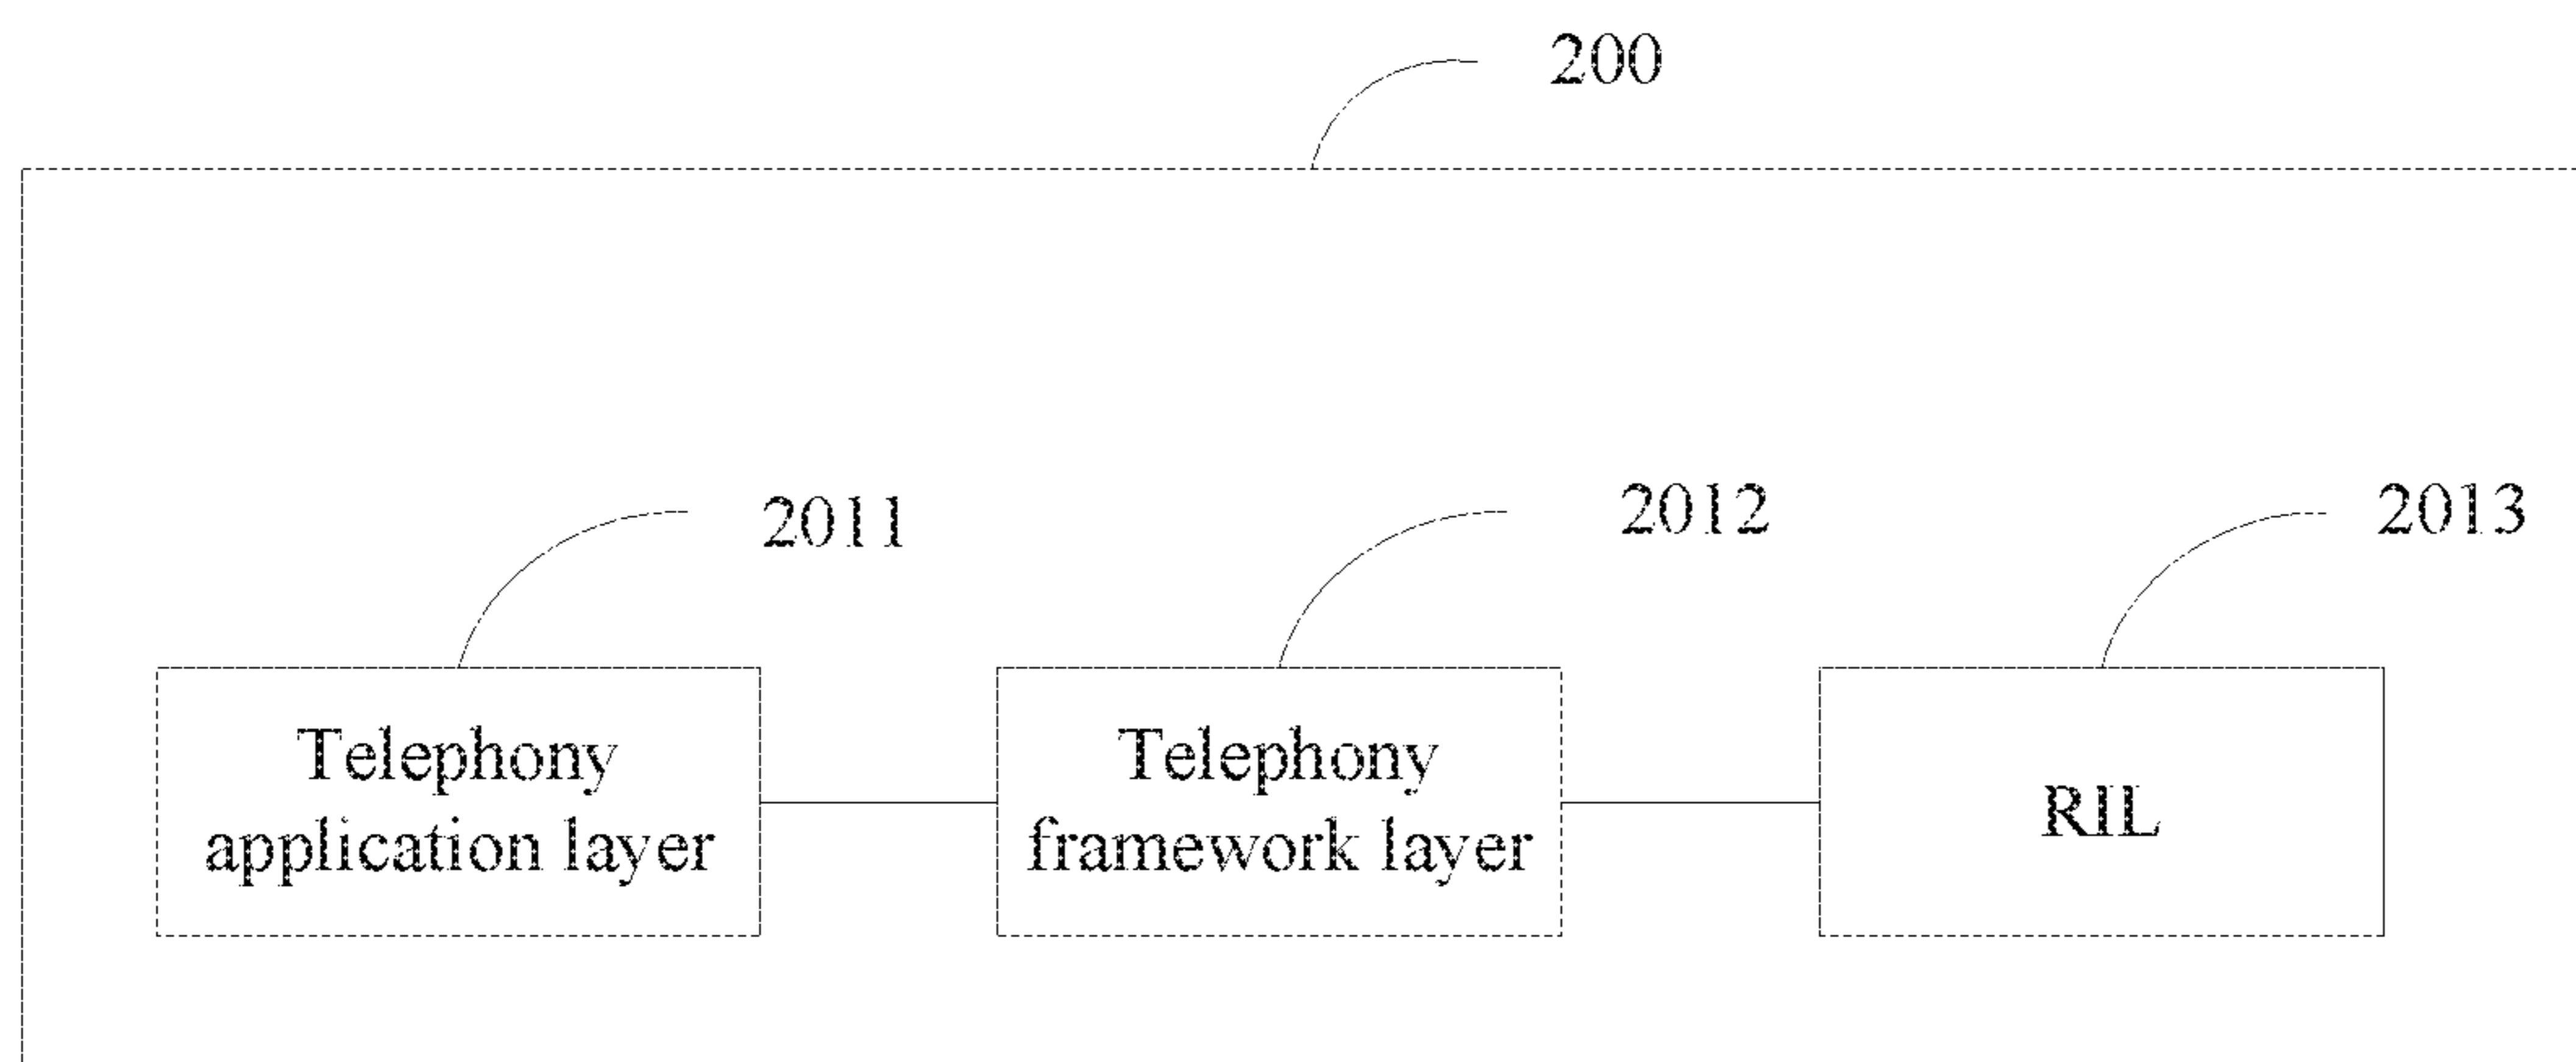 200
2011
2012
2013
Telephony
application layer
Telephony
framework layer
RIL